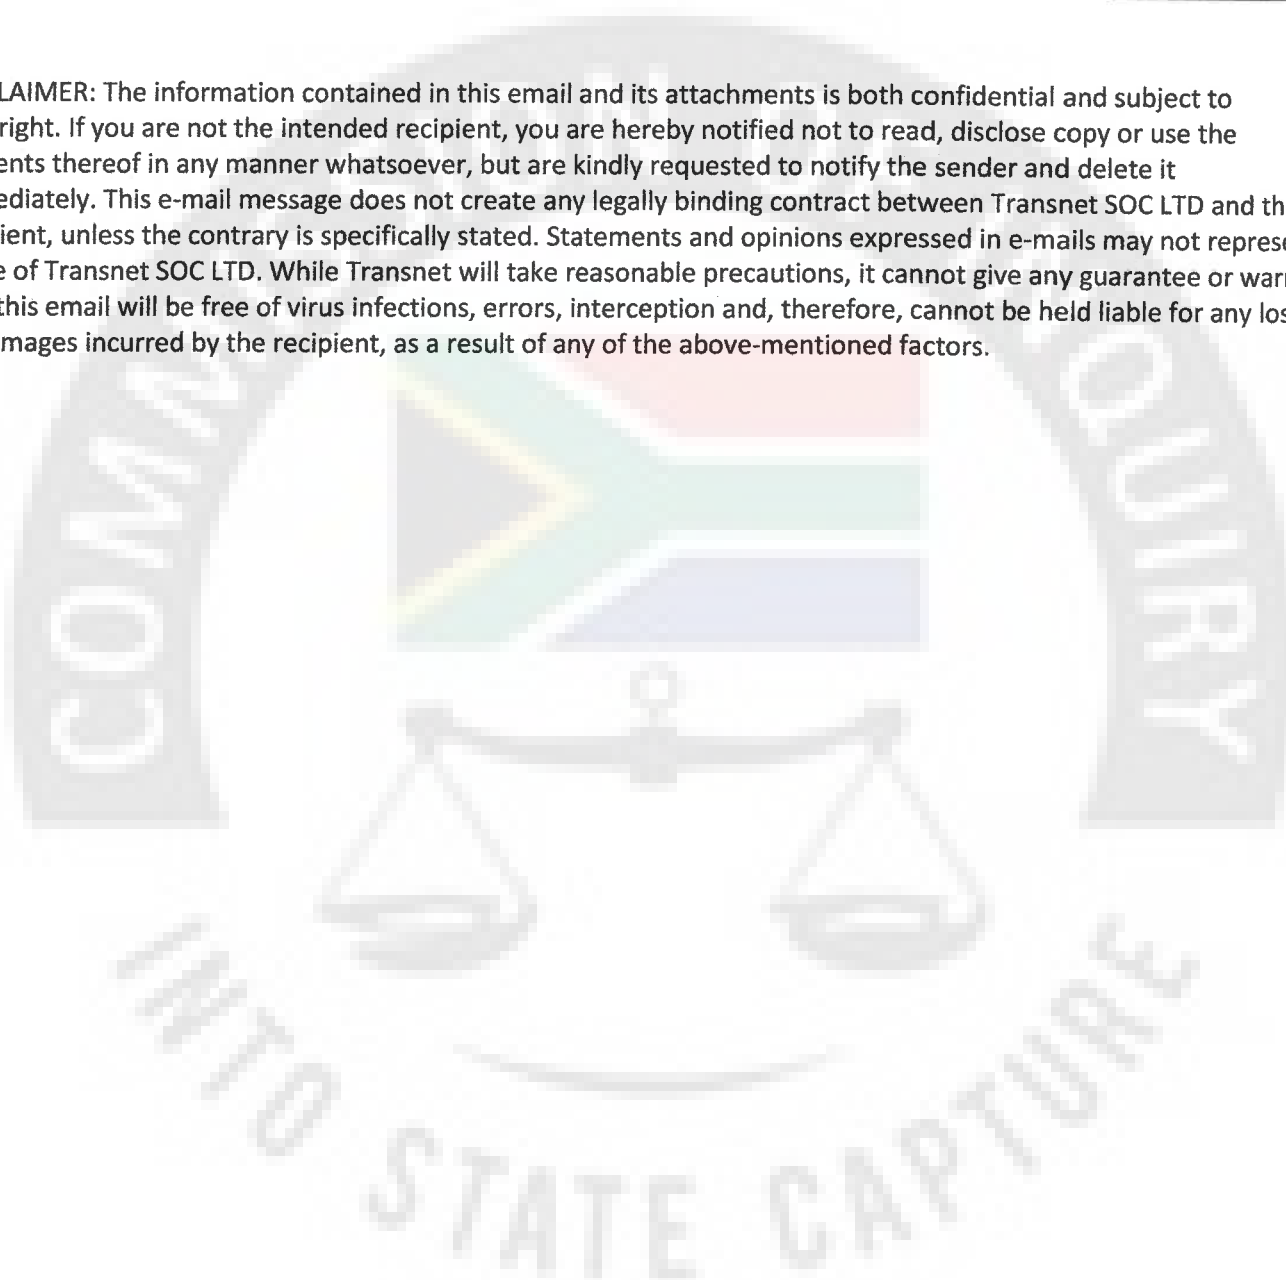 LAIMER: The information contained in this email and its attachments is both confidential and subject to
right. If you are not the intended recipient, you are hereby notified not to read, disclose copy or use the
ents thereof in any manner whatsoever, but are kindly requested to notify the sender and delete it
ediately. This e-mail message does not create any legally binding contract between Transnet SOC LTD and th
ient, unless the contrary is specifically stated. Statements and opinions expressed in e-mails may not represe
e of Transnet SOC LTD. While Transnet will take reasonable precautions, it cannot give any guarantee or warr
this email will be free of virus infections, errors, interception and, therefore, cannot be held liable for any los
mages incurred by the recipient, as a result of any of the above-mentioned factors.
INTO STATE CAPTURE